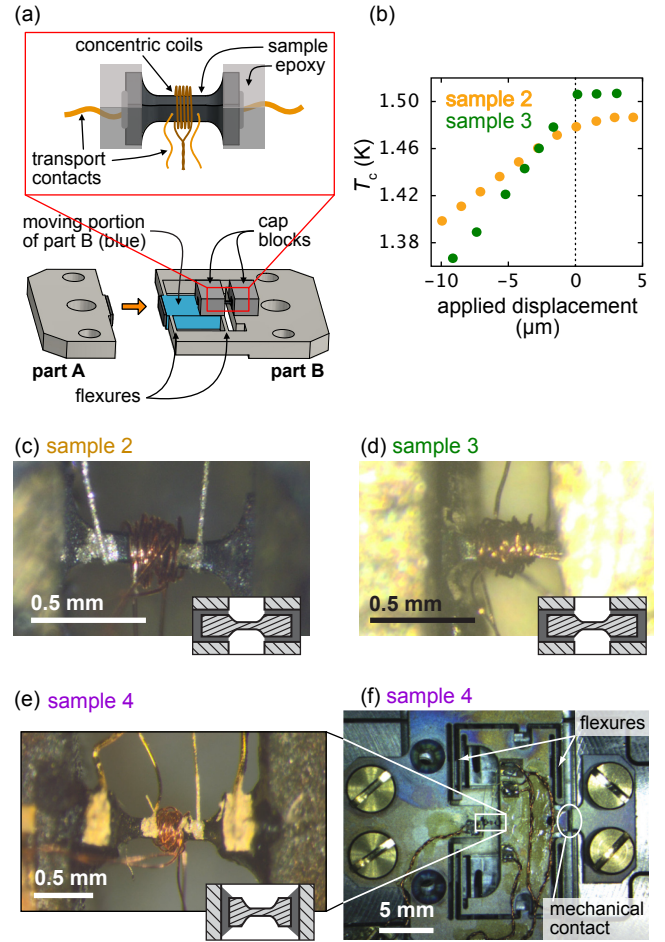 (a)
concentric coils
sample
epoxy
transport
contacts
moving portion
of part B (blue)
cap
blocks
part A
part B
flexures
(b)
sample 2
sample 3
1.50
1.46
1.42
1.38
T_c (K)
−10
−5
0
5
applied displacement
(μm)
(c) sample 2
0.5 mm
(d) sample 3
0.5 mm
(e) sample 4
0.5 mm
(f) sample 4
flexures
5 mm
mechanical
contact